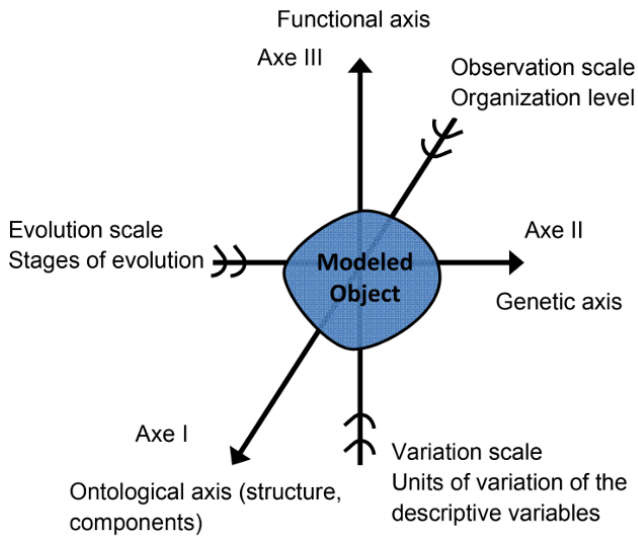 Functional axis
Axe III
Observation scale
Organization level
Evolution scale
Stages of evolution
Axe II
Modeled
Object
Genetic axis
Axe I
Variation scale
Units of variation of the
descriptive variables
Ontological axis (structure,
components)